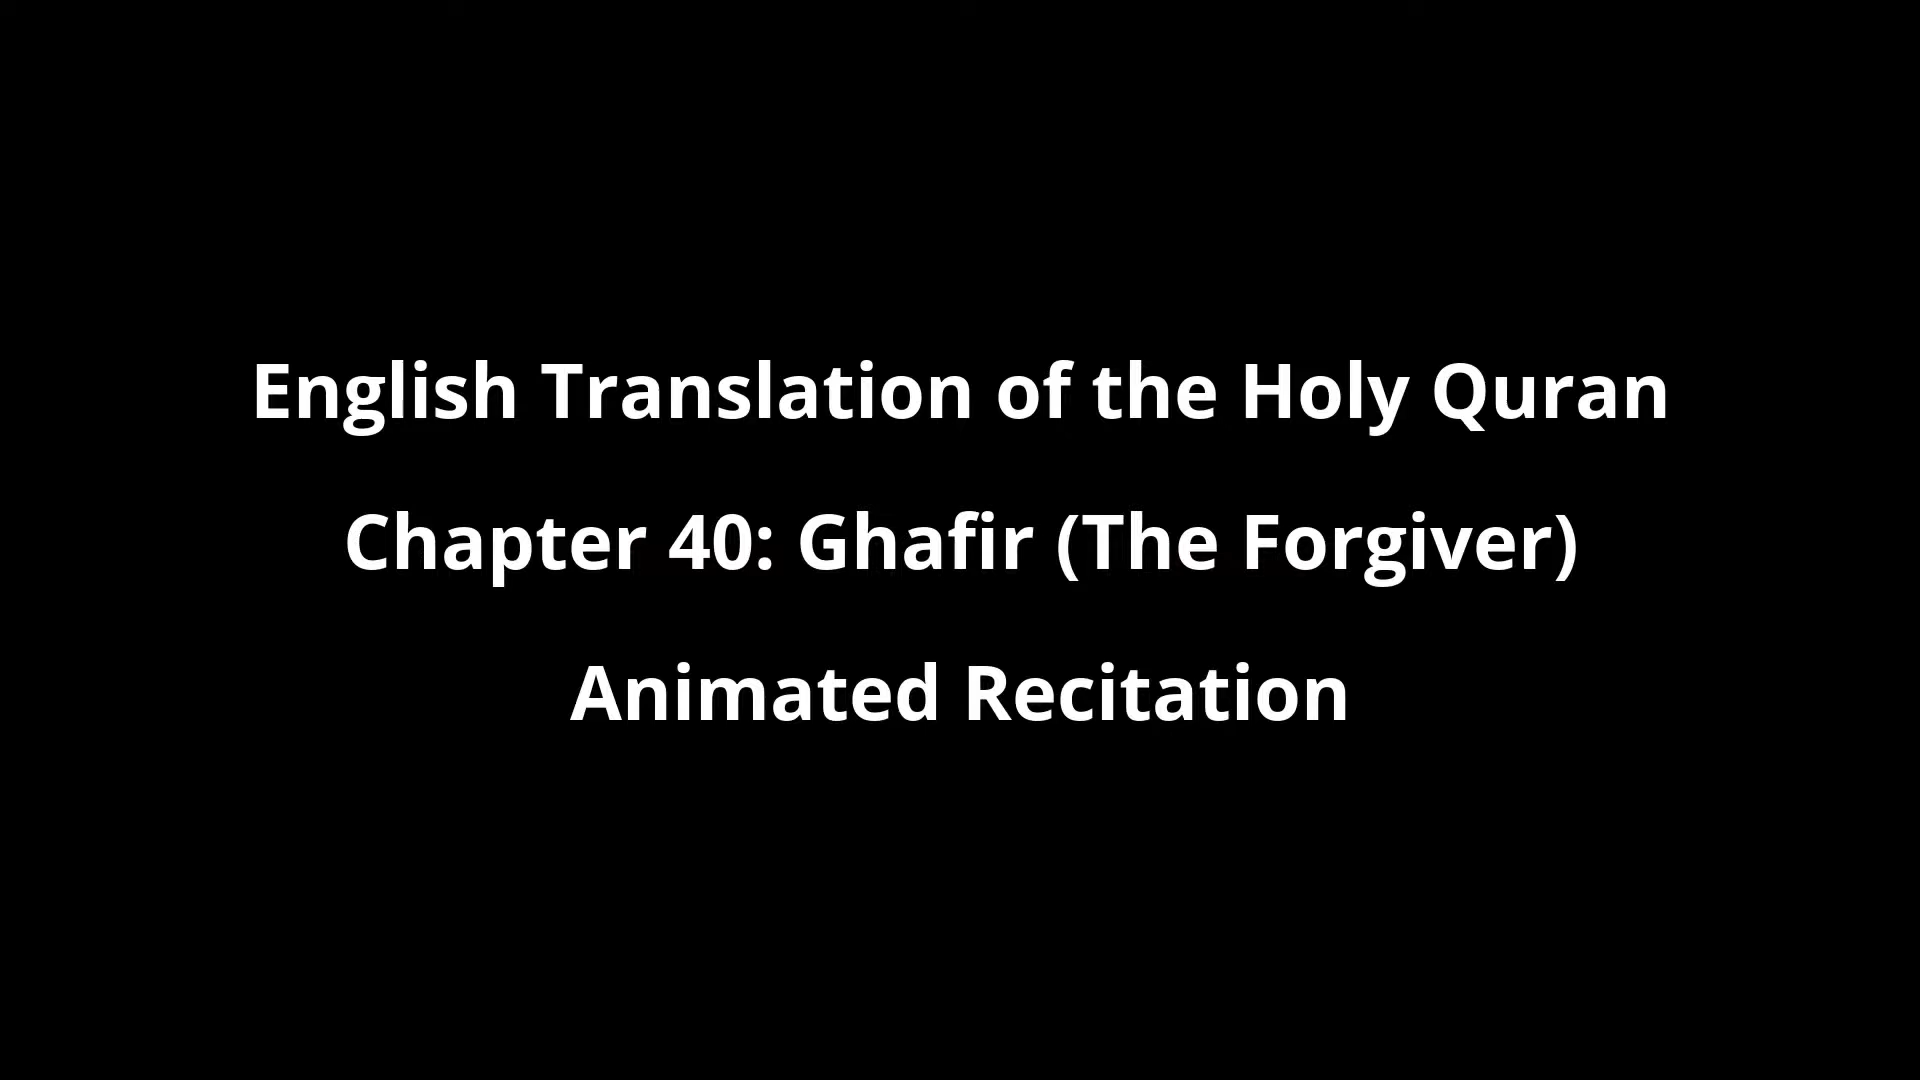 English Translation of the Holy Quran
Chapter 40: Ghafir (The Forgiver)
Animated Recitation